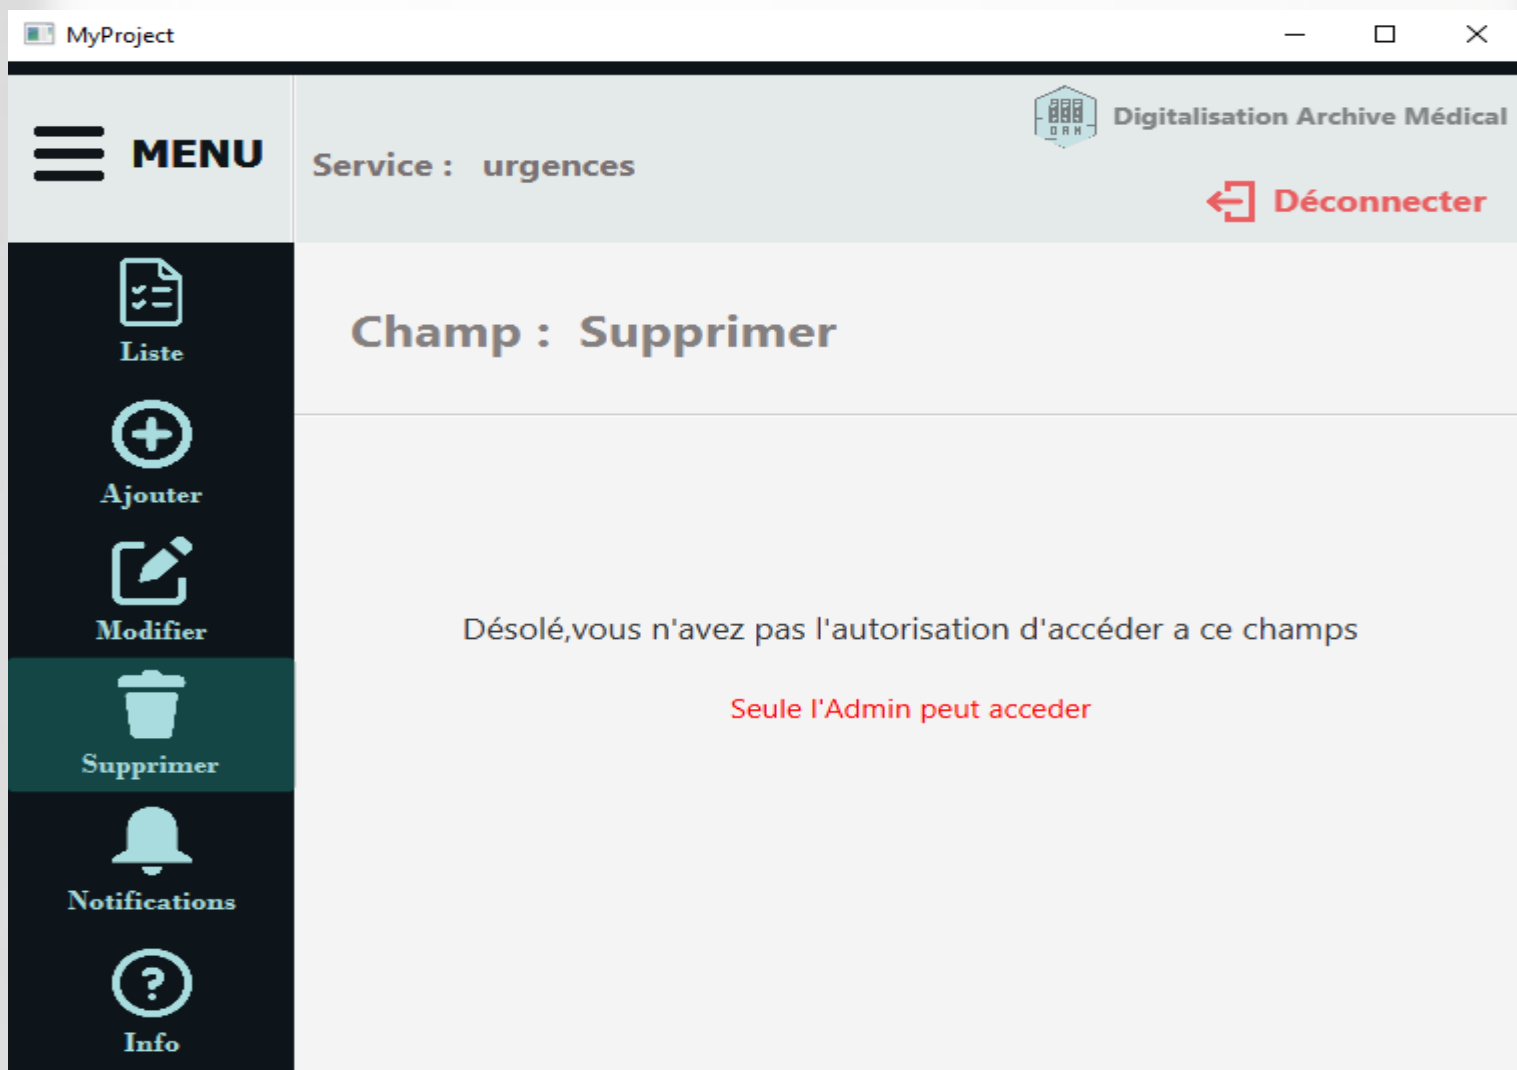 MyProject
MENU
Service : urgences
DAM
Digitalisation Archive Médical
Déconnecter
Liste
Ajouter
Modifier
Supprimer
Notifications
Info
Champ : Supprimer
Désolé,vous n'avez pas l'autorisation d'accéder a ce champs
Seule l'Admin peut acceder